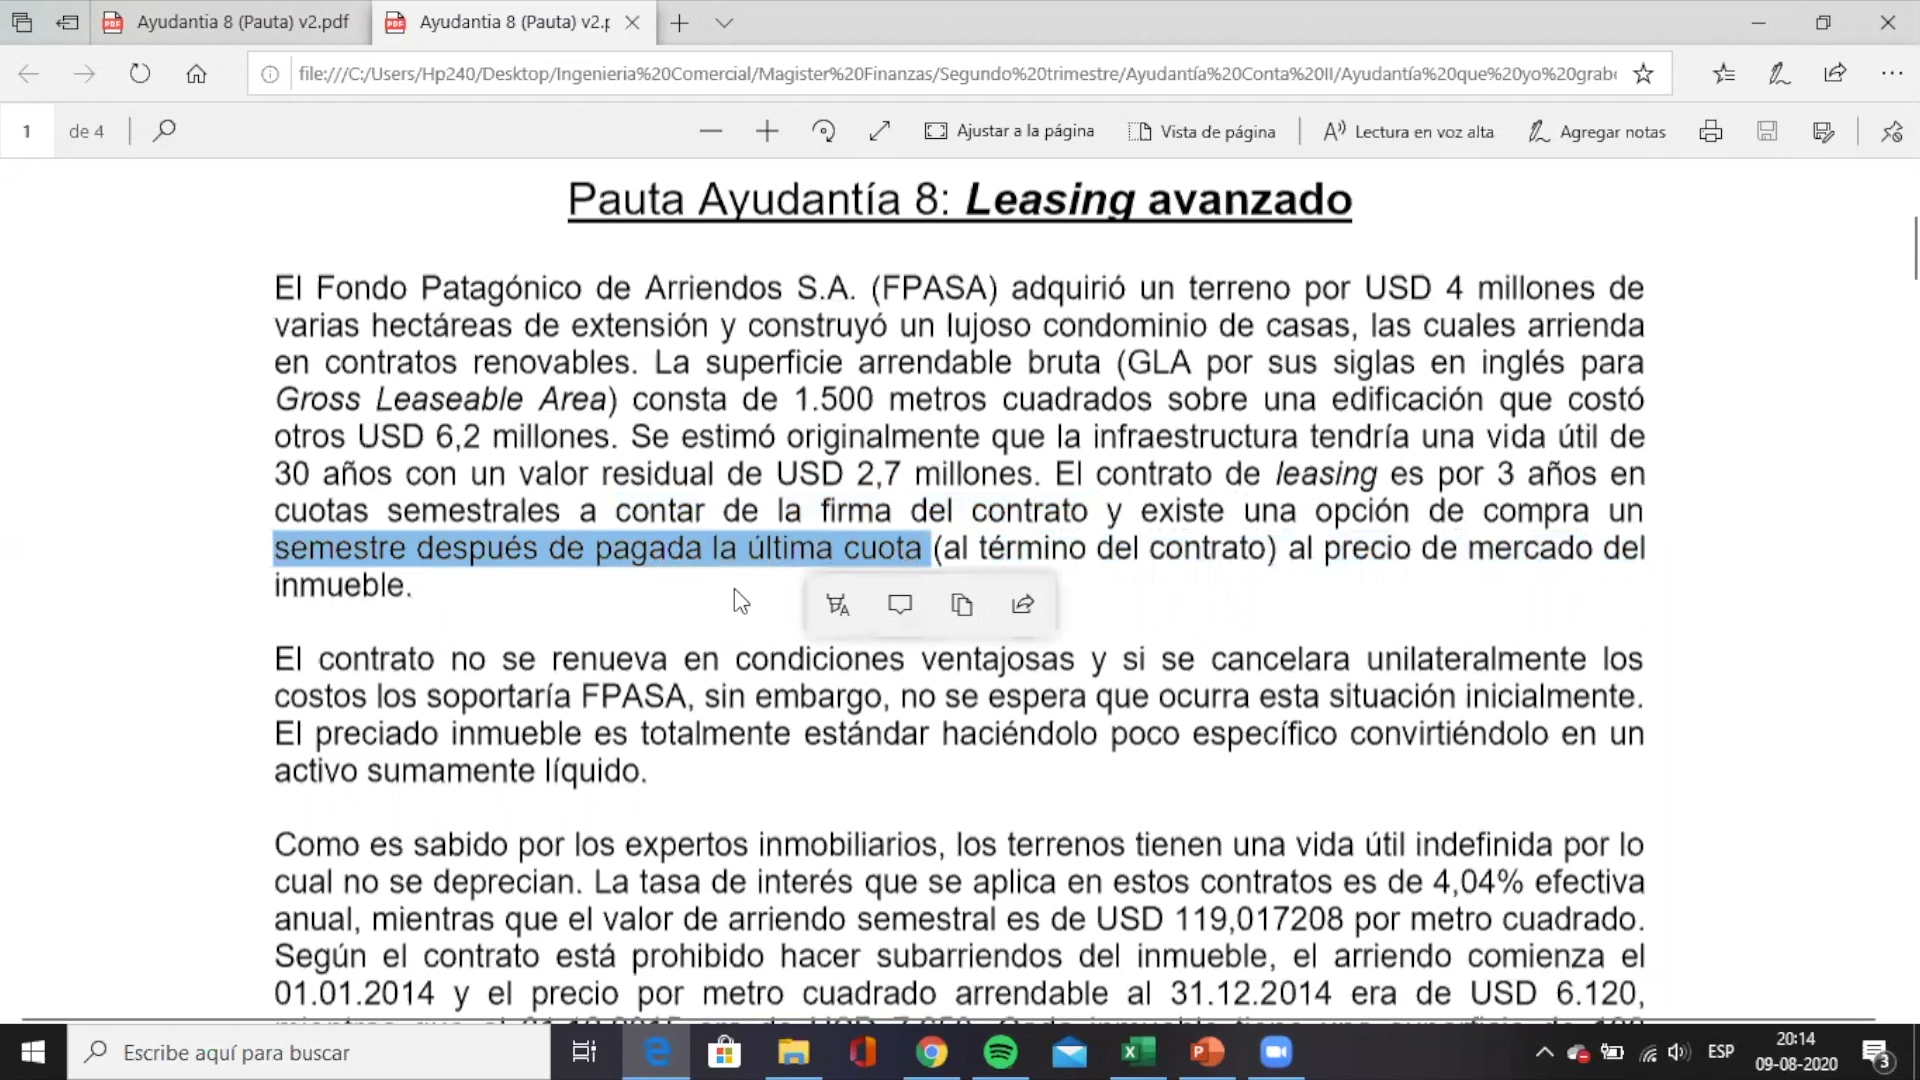 Ayudantia 8 (Pauta) v2.pdf
Ayudantia 8 (Pauta) v2.p
file:///C:/Users/Hp240/Desktop/Ingenieria%20Comercial/Magister%20Finanzas/Segundo%20trimestre/Ayudantía%20Conta%20II/Ayudantía%20que%20yo%20grabe
1 de 4
Ajustar a la página
Vista de página
Lectura en voz alta
Agregar notas
Pauta Ayudantía 8: Leasing avanzado
El Fondo Patagónico de Arriendos S.A. (FPASA) adquirió un terreno por USD 4 millones de
varias hectáreas de extensión y construyó un lujoso condominio de casas, las cuales arrienda
en contratos renovables. La superficie arrendable bruta (GLA por sus siglas en inglés para
Gross Leaseable Area) consta de 1.500 metros cuadrados sobre una edificación que costó
otros USD 6,2 millones. Se estimó originalmente que la infraestructura tendría una vida útil de
30 años con un valor residual de USD 2,7 millones. El contrato de leasing es por 3 años en
cuotas semestrales a contar de la firma del contrato y existe una opción de compra un
semestre después de pagada la última cuota (al término del contrato) al precio de mercado del
inmueble.
El contrato no se renueva en condiciones ventajosas y si se cancelara unilateralmente los
costos los soportaría FPASA, sin embargo, no se espera que ocurra esta situación inicialmente.
El preciado inmueble es totalmente estándar haciéndolo poco específico convirtiéndolo en un
activo sumamente líquido.
Como es sabido por los expertos inmobiliarios, los terrenos tienen una vida útil indefinida por lo
cual no se deprecian. La tasa de interés que se aplica en estos contratos es de 4,04% efectiva
anual, mientras que el valor de arriendo semestral es de USD 119,017208 por metro cuadrado.
Según el contrato está prohibido hacer subarriendos del inmueble, el arriendo comienza el
01.01.2014 y el precio por metro cuadrado arrendable al 31.12.2014 era de USD 6.120,
Escribe aquí para buscar
ESP
20:14
09-08-2020
3